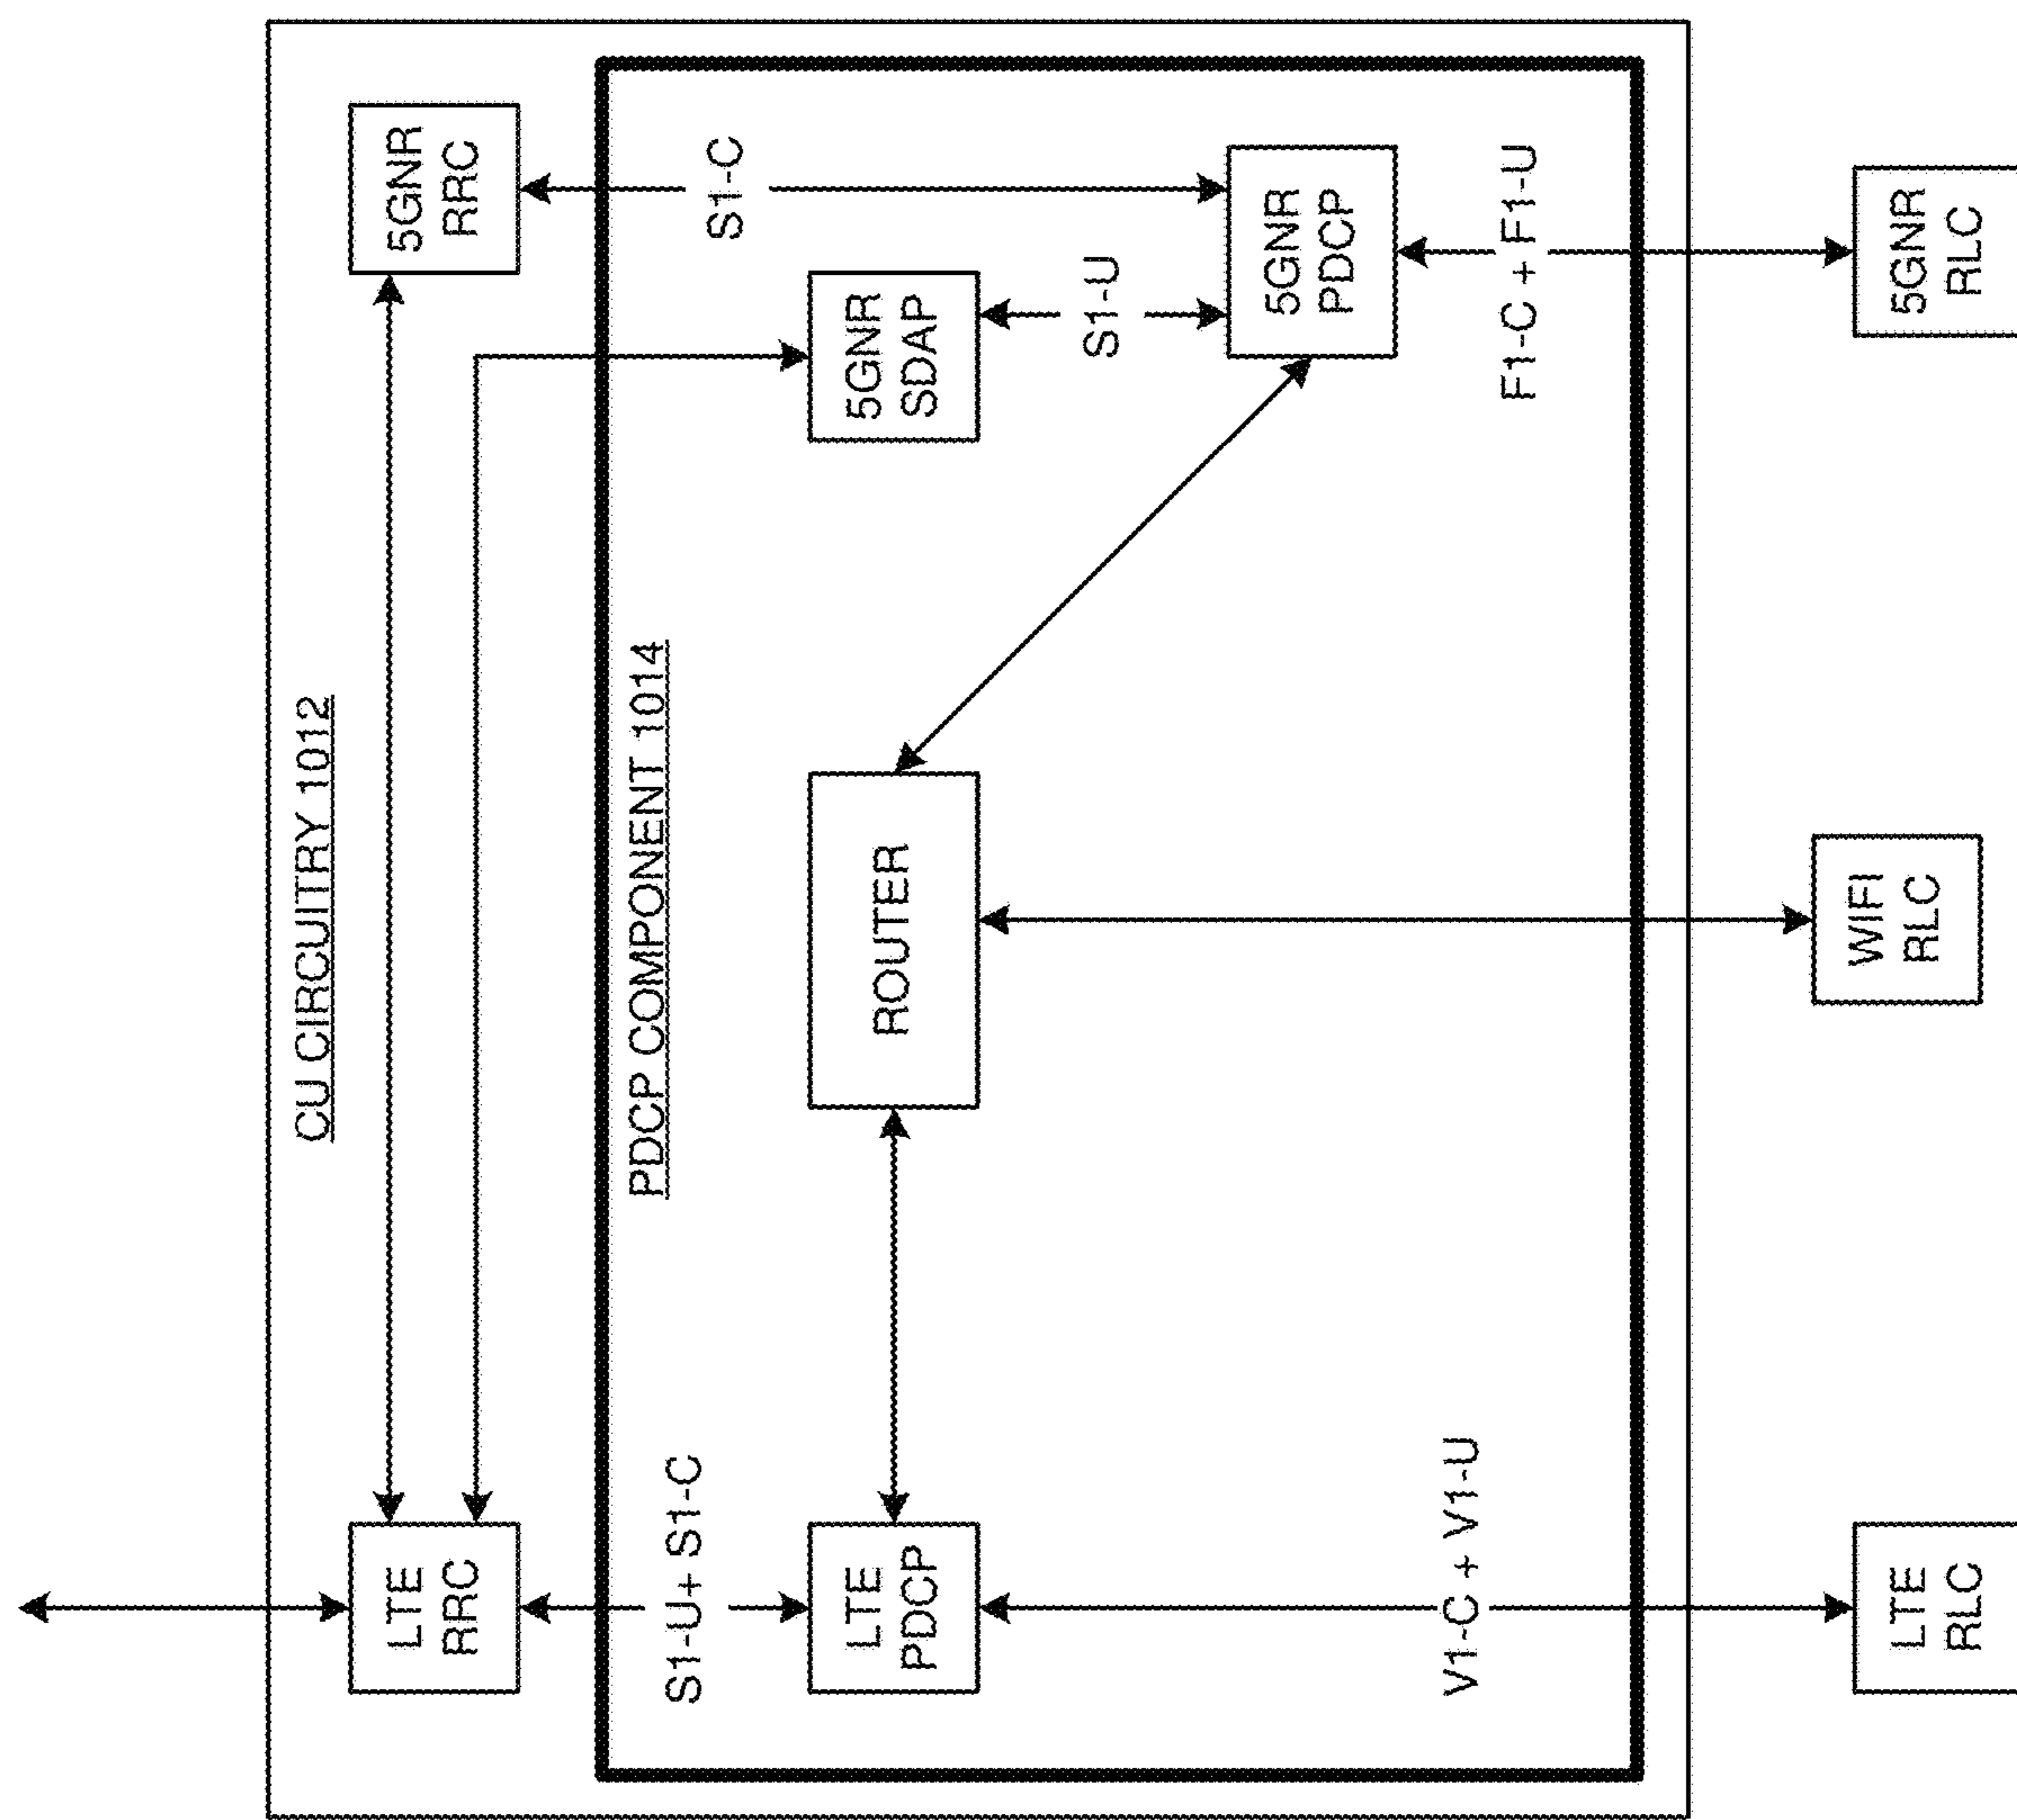 CU CIRCUITRY 1012
LTE
RRC
5GNR
RRC
PDCP COMPONENT 1014
S1-U+ S1-C
S1-C
LTE
PDCP
ROUTER
5GNR
SDAP
S1-U
5GNR
PDCP
V1-C + V1-U
F1-C + F1-U
LTE
RLC
WIFI
RLC
5GNR
RLC